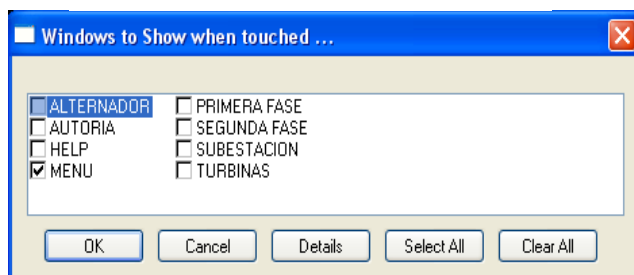 Windows to Show when touched ...
ALTERNADOR
AUTORIA
HELP
MENU
PRIMERA FASE
SEGUNDA FASE
SUBESTACION
TURBINAS
OK
Cancel
Details
Select All
Clear All